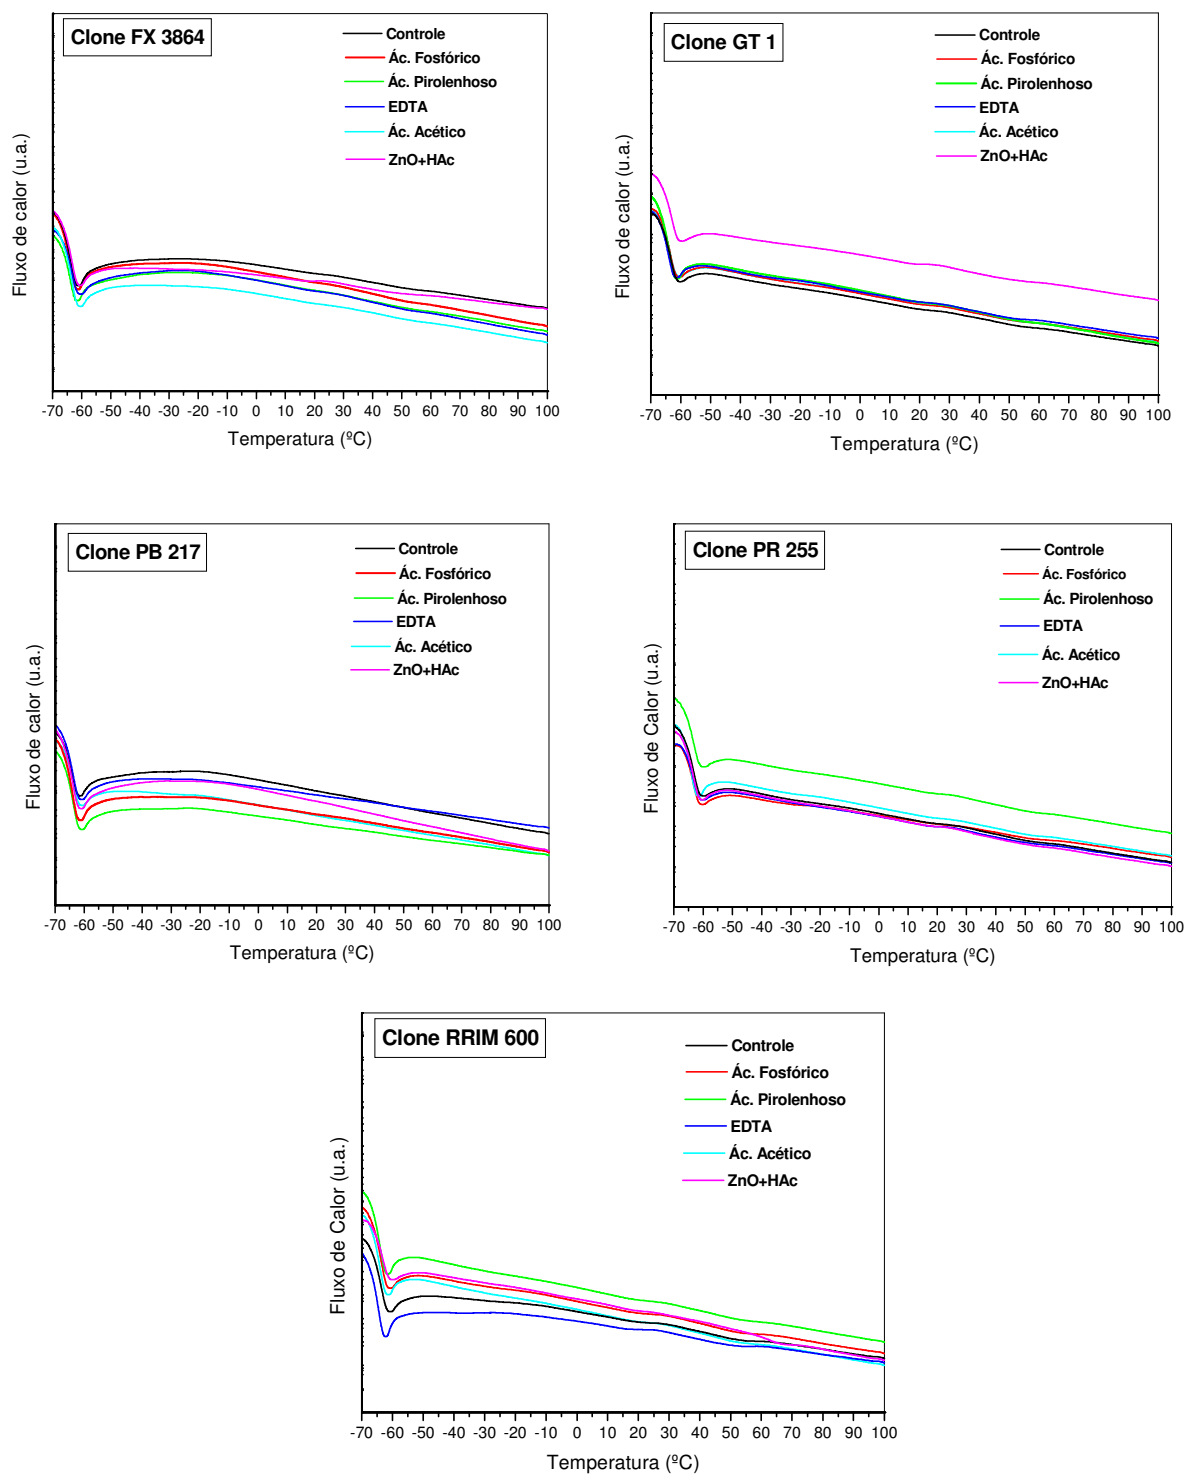 Clone FX 3864
Controle
Ác. Fosfórico
Ác. Pirolenhoso
EDTA
Ác. Acético
ZnO+HAc
Fluxo de calor (u.a.)
-70 -60 -50 -40 -30 -20 -10 0 10 20 30 40 50 60 70 80 90 100
Temperatura (ºC)
Clone GT 1
Controle
Ác. Fosfórico
Ác. Pirolenhoso
EDTA
Ác. Acético
ZnO+HAc
Fluxo de calor (u.a.)
-70 -60 -50 -40 -30 -20 -10 0 10 20 30 40 50 60 70 80 90 100
Temperatura (ºC)
Clone PB 217
Controle
Ác. Fosfórico
Ác. Pirolenhoso
EDTA
Ác. Acético
ZnO+HAc
Fluxo de calor (u.a.)
-70 -60 -50 -40 -30 -20 -10 0 10 20 30 40 50 60 70 80 90 100
Temperatura (ºC)
Clone PR 255
Controle
Ác. Fosfórico
Ác. Pirolenhoso
EDTA
Ác. Acético
ZnO+HAc
Fluxo de Calor (u.a.)
-70 -60 -50 -40 -30 -20 -10 0 10 20 30 40 50 60 70 80 90 100
Temperatura (ºC)
Clone RRIM 600
Controle
Ác. Fosfórico
Ác. Pirolenhoso
EDTA
Ác. Acético
ZnO+HAc
Fluxo de Calor (u.a.)
-70 -60 -50 -40 -30 -20 -10 0 10 20 30 40 50 60 70 80 90 100
Temperatura (ºC)